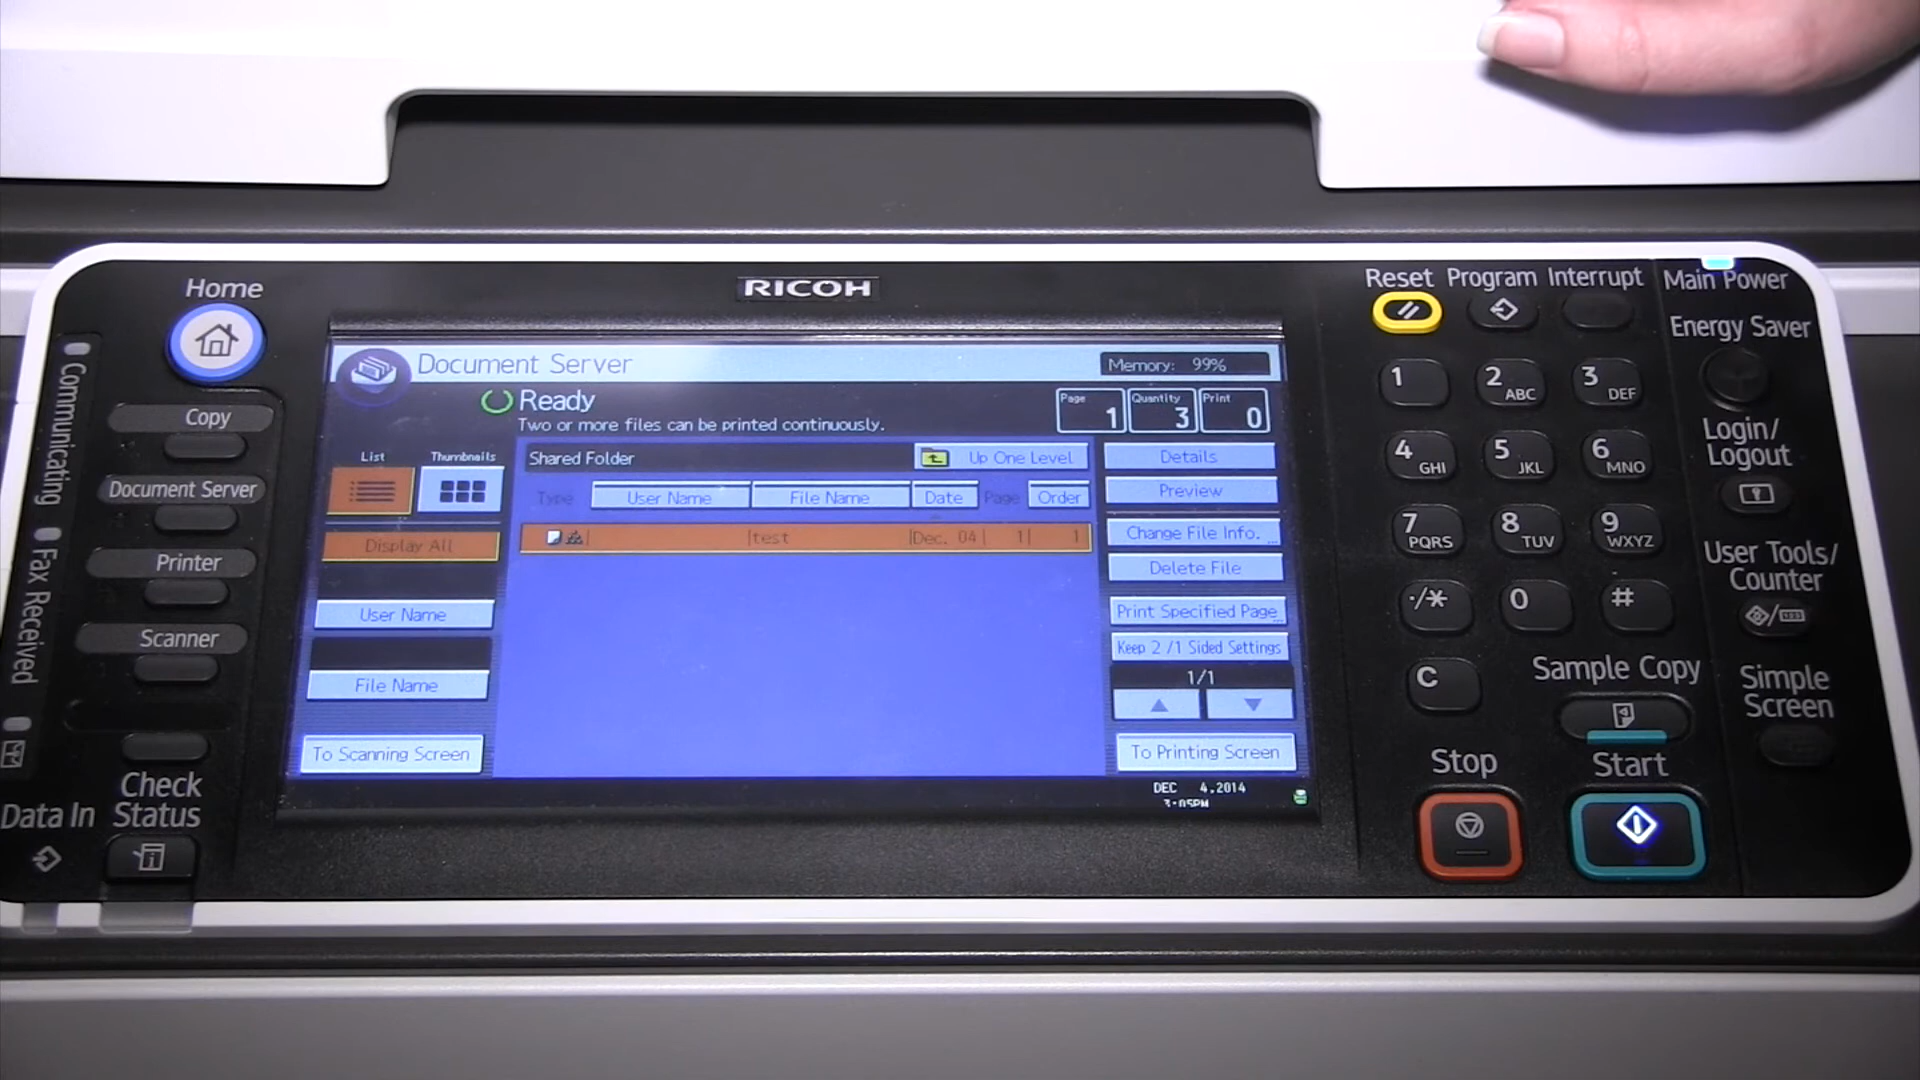 RICOH
Home
Communicating
Fax Received
Data In
Copy
Document Server
Printer
Scanner
Check
Status
Document Server
Memory: 99%
Ready
Two or more files can be printed continuously.
Page 1
Quantity 3
Print 0
List
Thumbnails
Display All
User Name
File Name
To Scanning Screen
Shared Folder
Up One Level
Type User Name File Name Date Page Order
test Dec. 04 1 1
Details
Preview
Change File Info.
Delete File
Print Specified Page
Keep 2 /1 Sided Settings
1/1
To Printing Screen
DEC 4,2014
3:05PM
Reset Program Interrupt
1 2 ABC 3 DEF
4 GHI 5 JKL 6 MNO
7 PQRS 8 TUV 9 WXYZ
·/* 0 #
C
Sample Copy
Stop
Start
Main Power
Energy Saver
Login/
Logout
User Tools/
Counter
Simple
Screen